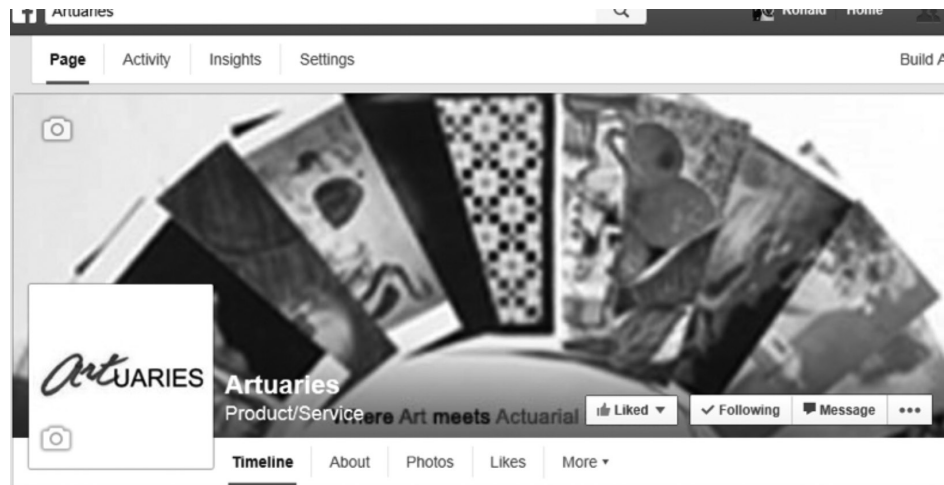 Artuaries
Ronald Home
Page Activity Insights Settings
Build A
ArtUARIES
Artuaries
Product/Service
Where Art meets Actuarial
Liked Following Message
Timeline About Photos Likes More